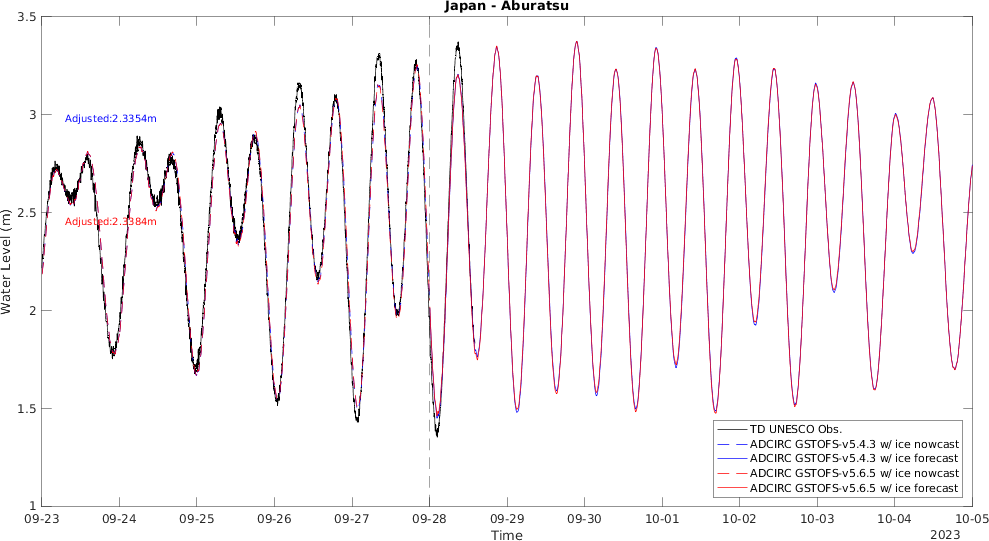 Japan - Aburatsu
3.5
3
2.5
2
1.5
1
Water Level (m)
Adjusted:2.3354m
Adjusted:2.3384m
TD UNESCO Obs.
ADCIRC GSTOFS-v5.4.3 w/ ice nowcast
ADCIRC GSTOFS-v5.4.3 w/ ice forecast
ADCIRC GSTOFS-v5.6.5 w/ ice nowcast
ADCIRC GSTOFS-v5.6.5 w/ ice forecast
09-23 09-24 09-25 09-26 09-27 09-28 09-29 09-30 10-01 10-02 10-03 10-04 10-05
Time
2023